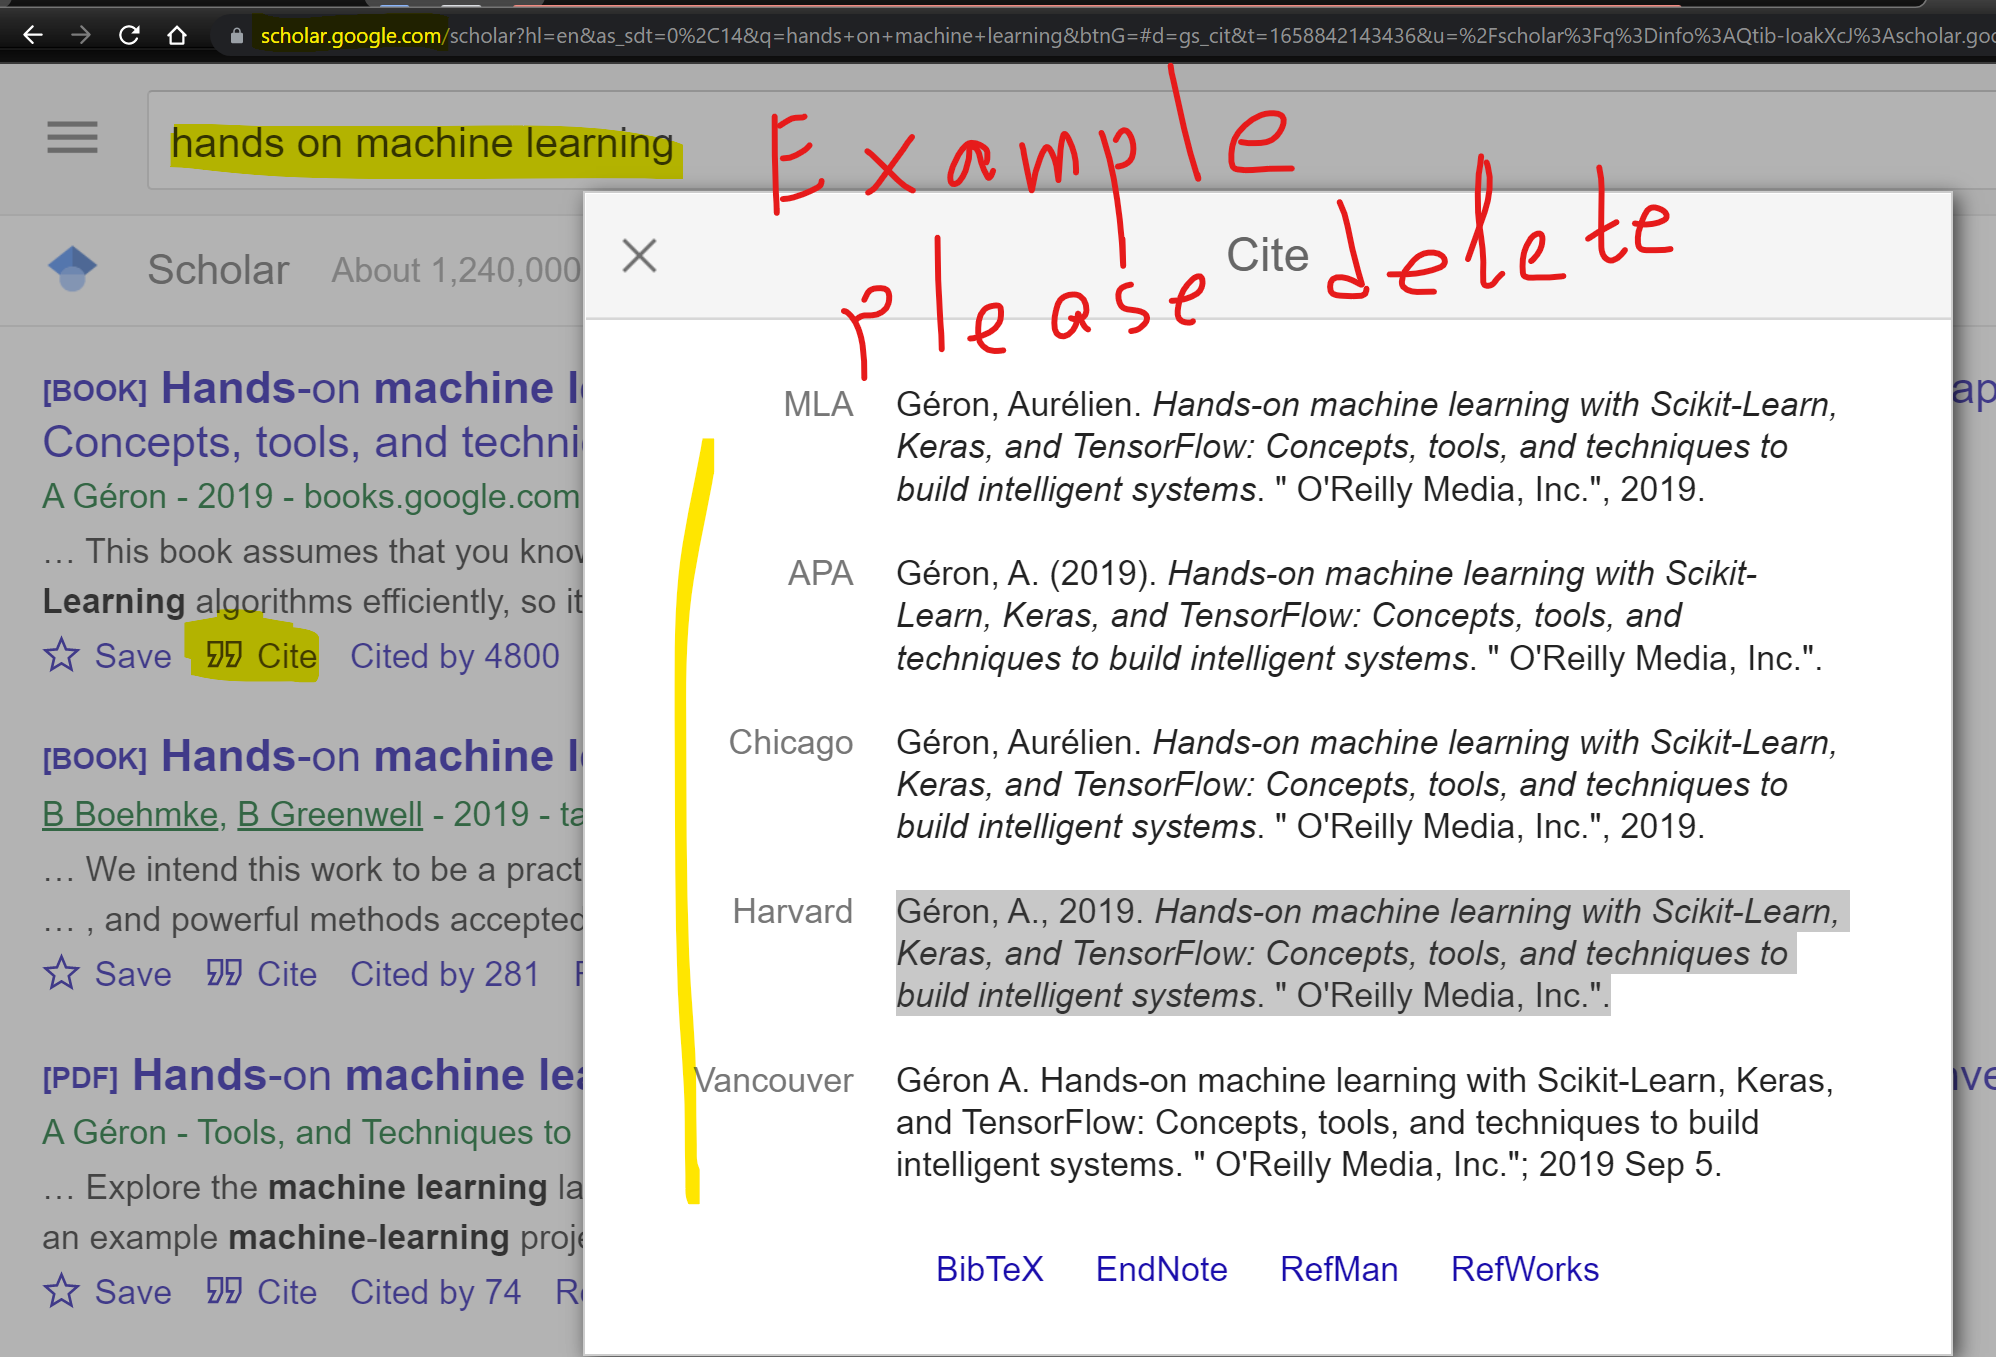 scholar.google.com/scholar?hl=en&as_sdt=0%2C14&q=hands+on+machine+learning&btnG=#d=gs_cit&t=1658842143436&u=%2Fscholar%3Fq%3Dinfo%3AQtib-IoakXcJ%3Ascholar.goo
hands on machine learning
Example
please delete
Scholar About 1,240,000
Cite
[BOOK] Hands-on machine l
Concepts, tools, and techni
A Géron - 2019 - books.google.com
… This book assumes that you know
Learning algorithms efficiently, so it
Save Cite Cited by 4800
[BOOK] Hands-on machine l
B Boehmke, B Greenwell - 2019 - ta
… We intend this work to be a pract
… , and powerful methods accepted
Save Cite Cited by 281 R
[PDF] Hands-on machine lea
A Géron - Tools, and Techniques to
… Explore the machine learning la
an example machine-learning proje
Save Cite Cited by 74 Re
MLA Géron, Aurélien. Hands-on machine learning with Scikit-Learn,
Keras, and TensorFlow: Concepts, tools, and techniques to
build intelligent systems. " O'Reilly Media, Inc.", 2019.
APA Géron, A. (2019). Hands-on machine learning with Scikit-
Learn, Keras, and TensorFlow: Concepts, tools, and
techniques to build intelligent systems. " O'Reilly Media, Inc.".
Chicago Géron, Aurélien. Hands-on machine learning with Scikit-Learn,
Keras, and TensorFlow: Concepts, tools, and techniques to
build intelligent systems. " O'Reilly Media, Inc.", 2019.
Harvard Géron, A., 2019. Hands-on machine learning with Scikit-Learn,
Keras, and TensorFlow: Concepts, tools, and techniques to
build intelligent systems. " O'Reilly Media, Inc.".
Vancouver Géron A. Hands-on machine learning with Scikit-Learn, Keras,
and TensorFlow: Concepts, tools, and techniques to build
intelligent systems. " O'Reilly Media, Inc."; 2019 Sep 5.
BibTeX EndNote RefMan RefWorks
ap
ve